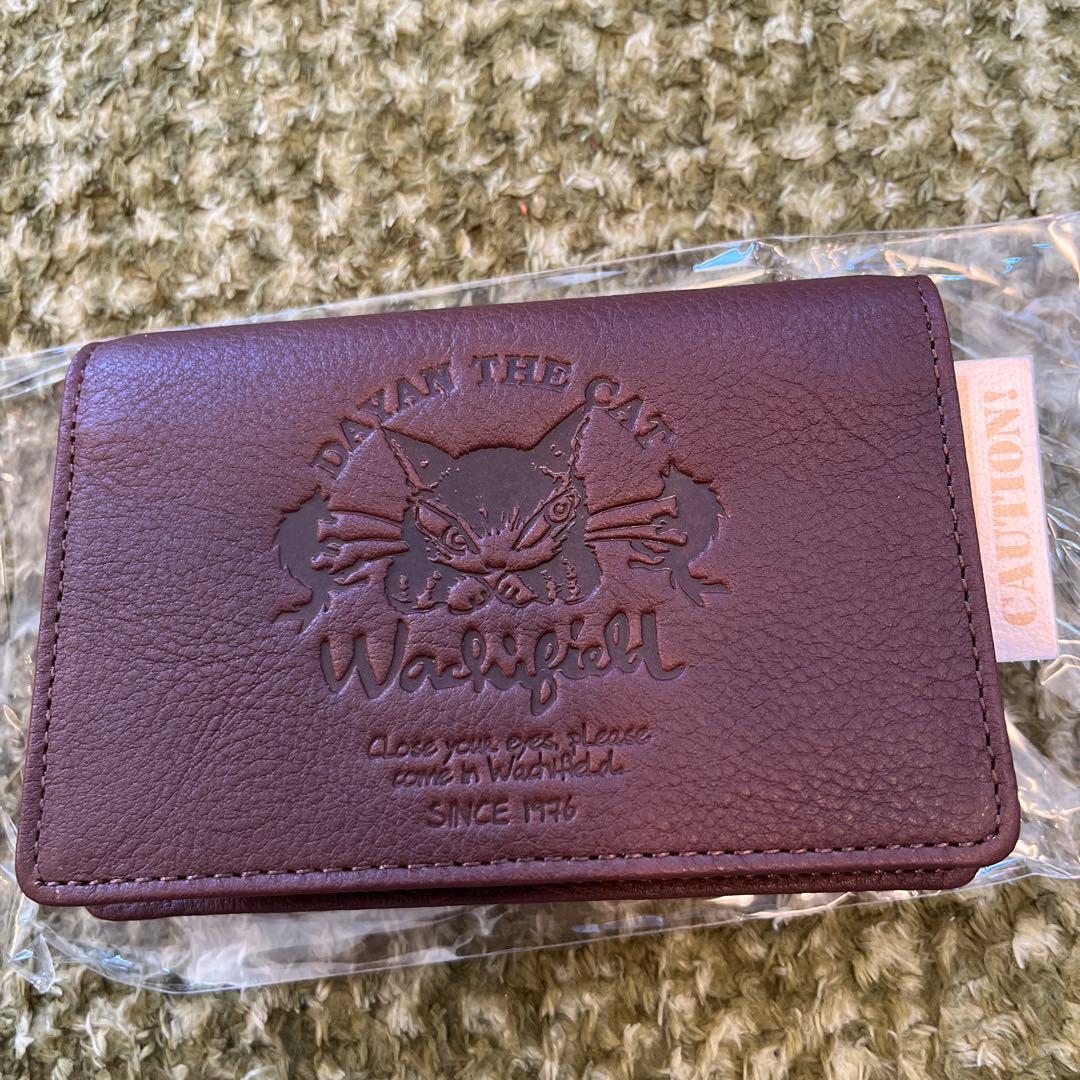 DAYAN THE CAT
Wachifield
Close your eyes, please
come in Wachifield.
SINCE 1976
CAUTION!